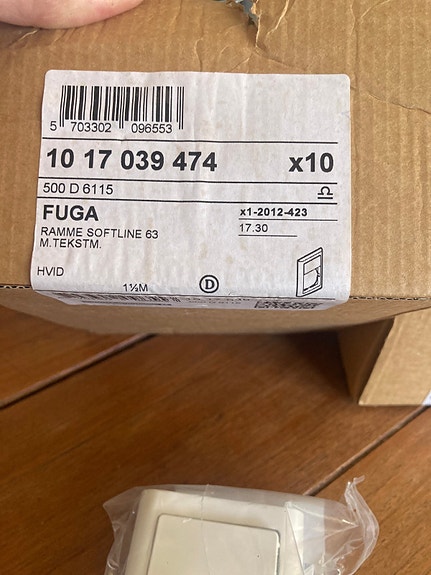 5 703302 096553
10 17 039 474 x10
500 D 6115
FUGA x1-2012-423
RAMME SOFTLINE 63 17.30
M.TEKSTM.
HVID
1½M D